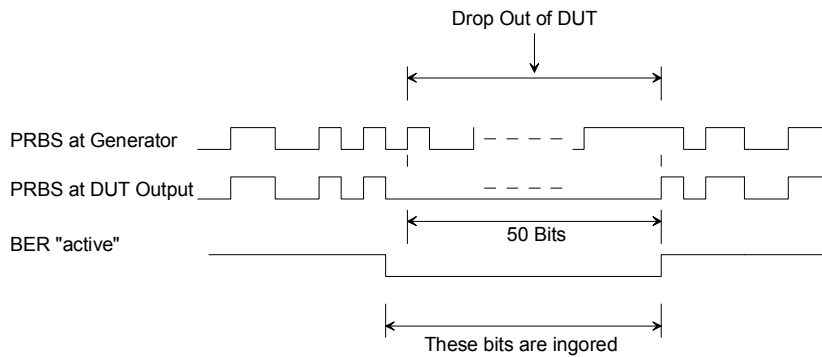 Drop Out of DUT
PRBS at Generator
PRBS at DUT Output
50 Bits
BER "active"
These bits are ingored